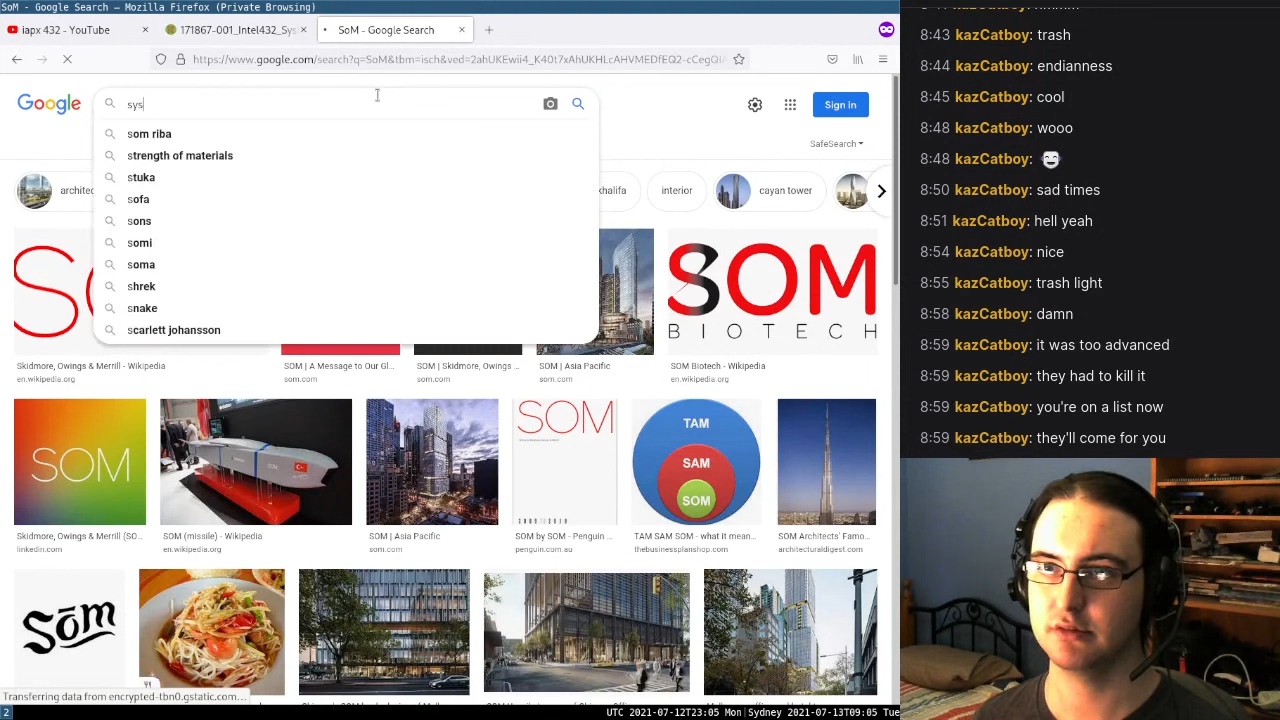 SoM - Google Search — Mozilla Firefox (Private Browsing)
iapx 432 - YouTube
171867-001_Intel432_Sys
SoM - Google Search
https://www.google.com/search?q=SoM&tbm=isch&ved=2ahUKEwii4_K40t7xAhUKHLcAHVMEDfEQ2-cCegQIA
Google
sys
Sign in
som riba
strength of materials
stuka
sofa
sons
somi
soma
shrek
snake
scarlett johansson
SafeSearch
architec
khalifa
interior
cayan tower
SOM
BIOTECH
Skidmore, Owings & Merrill - Wikipedia
en.wikipedia.org
SOM | A Message to Our Gl...
som.com
SOM | Skidmore, Owings ...
som.com
SOM | Asia Pacific
som.com
SOM Biotech - Wikipedia
en.wikipedia.org
SOM
SOM
SOM
TAM
SAM
SOM
Skidmore, Owings & Merrill (SO...
linkedin.com
SOM (missile) - Wikipedia
en.wikipedia.org
SOM | Asia Pacific
som.com
SOM by SOM - Penguin ...
penguin.com.au
TAM SAM SOM - what it mean...
thebusinessplanshop.com
SOM Architects' Famo...
architecturaldigest.com
Sōm
Transferring data from encrypted-tbn0.gstatic.com...
2
UTC 2021-07-12T23:05 Mon|Sydney 2021-07-13T09:05 Tue
8:43 kazCatboy: trash
8:44 kazCatboy: endianness
8:45 kazCatboy: cool
8:48 kazCatboy: wooo
8:48 kazCatboy:
8:50 kazCatboy: sad times
8:51 kazCatboy: hell yeah
8:54 kazCatboy: nice
8:55 kazCatboy: trash light
8:58 kazCatboy: damn
8:59 kazCatboy: it was too advanced
8:59 kazCatboy: they had to kill it
8:59 kazCatboy: you're on a list now
8:59 kazCatboy: they'll come for you